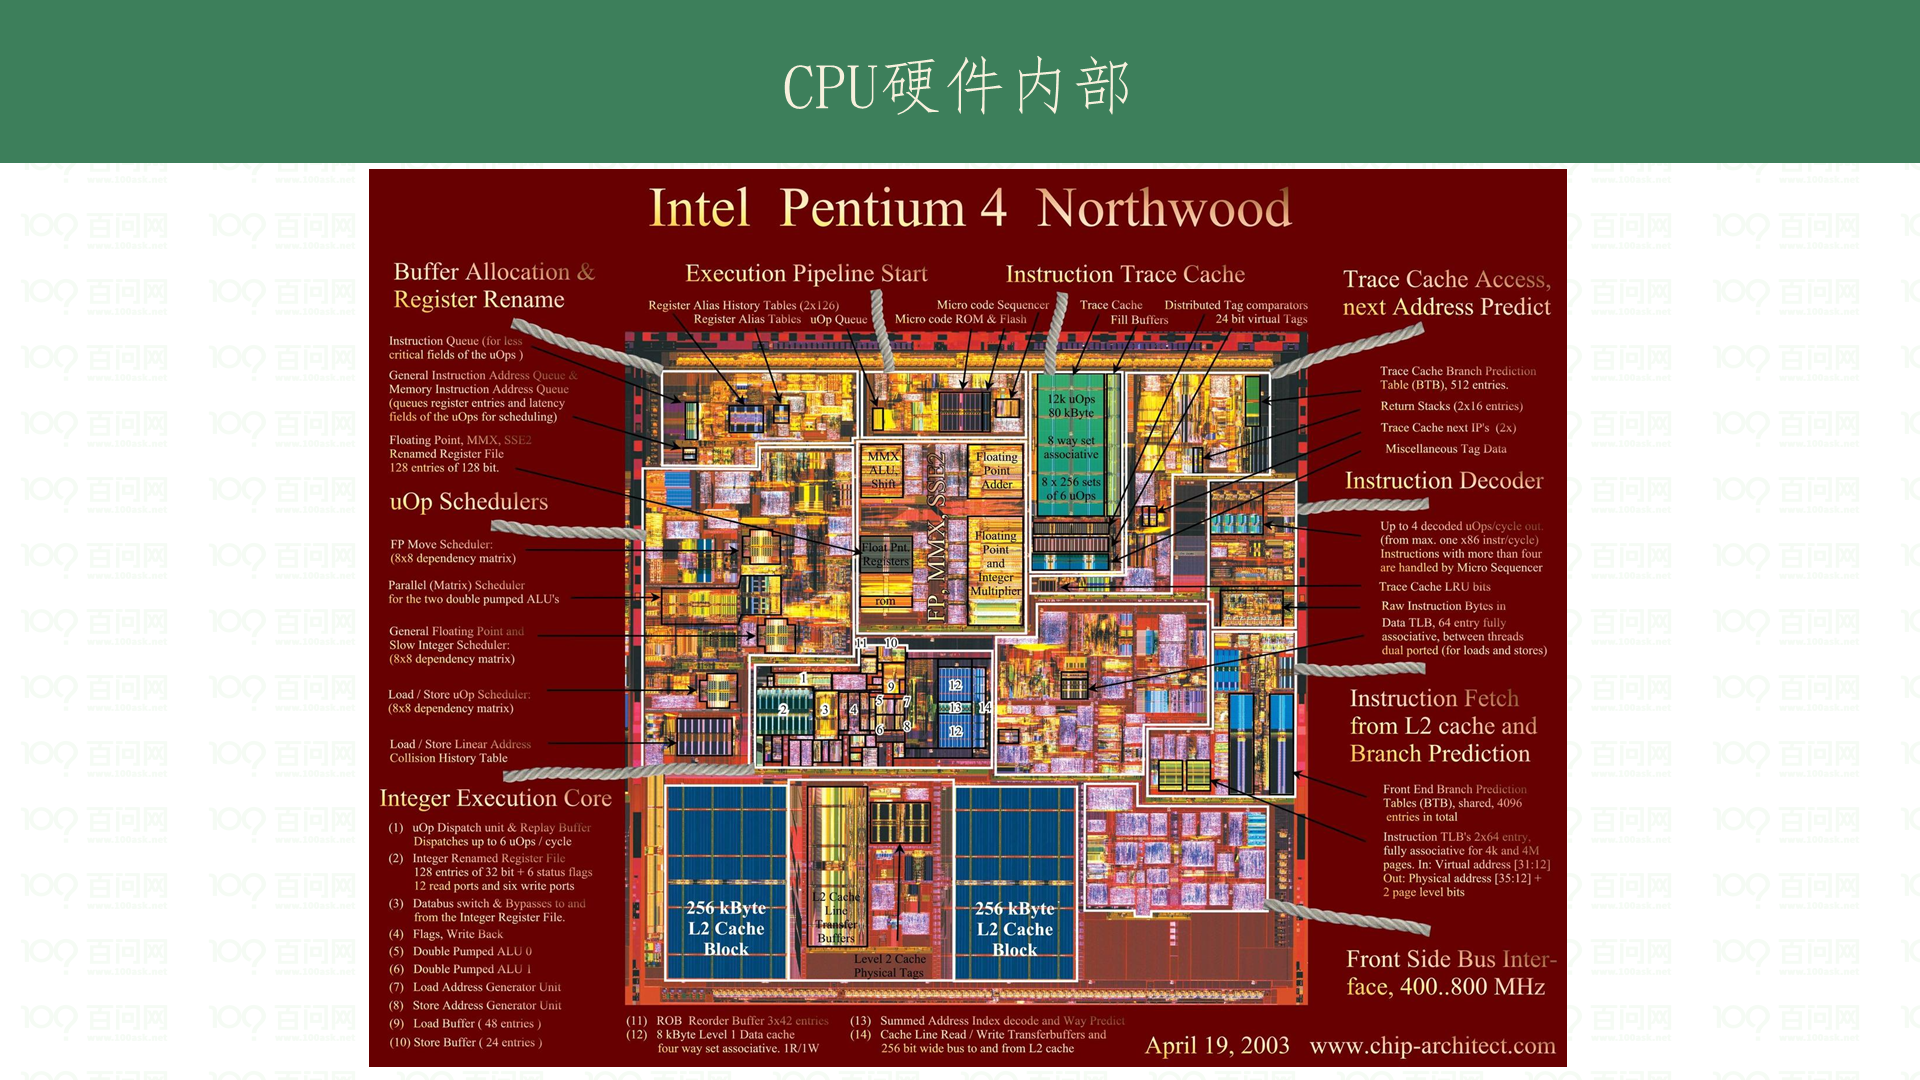 CPU硬件内部
Intel Pentium 4 Northwood
Buffer Allocation &
Register Rename
Instruction Queue (for less
critical fields of the uOps )
General Instruction Address Queue &
Memory Instruction Address Queue
(queues register entries and latency
fields of the uOps for scheduling)
Floating Point, MMX, SSE2
Renamed Register File
128 entries of 128 bit.
uOp Schedulers
FP Move Scheduler:
(8x8 dependency matrix)
Parallel (Matrix) Scheduler
for the two double pumped ALU's
General Floating Point and
Slow Integer Scheduler:
(8x8 dependency matrix)
Load / Store uOp Scheduler:
(8x8 dependency matrix)
Load / Store Linear Address
Collision History Table
Integer Execution Core
(1) uOp Dispatch unit & Replay Buffer
Dispatches up to 6 uOps / cycle
(2) Integer Renamed Register File
128 entries of 32 bit + 6 status flags
12 read ports and six write ports
(3) Databus switch & Bypasses to and
from the Integer Register File.
(4) Flags, Write Back
(5) Double Pumped ALU 0
(6) Double Pumped ALU 1
(7) Load Address Generator Unit
(8) Store Address Generator Unit
(9) Load Buffer ( 48 entries )
(10) Store Buffer ( 24 entries )
Execution Pipeline Start
Register Alias History Tables (2x126)
Register Alias Tables uOp Queue
Micro code Sequencer
Micro code ROM & Flash
Instruction Trace Cache
Trace Cache
Fill Buffers
Distributed Tag comparators
24 bit virtual Tags
12k uOps
80 kByte
8 way set
associative
8 x 256 sets
of 6 uOps
MMX
ALU,
Shift
FP, MMX, SSE2
Floating
Point
Adder
Float Pnt.
Registers
rom
Floating
Point
and
Integer
Multiplier
11 10
1
2
3
4
5
6
7
8
9
12
13
14
12
256 kByte
L2 Cache
Block
L2 Cache
Line
Transfer
Buffers
Level 2 Cache
Physical Tags
256 kByte
L2 Cache
Block
Trace Cache Access,
next Address Predict
Trace Cache Branch Prediction
Table (BTB), 512 entries.
Return Stacks (2x16 entries)
Trace Cache next IP's (2x)
Miscellaneous Tag Data
Instruction Decoder
Up to 4 decoded uOps/cycle out.
(from max. one x86 instr/cycle)
Instructions with more than four
are handled by Micro Sequencer
Trace Cache LRU bits
Raw Instruction Bytes in
Data TLB, 64 entry fully
associative, between threads
dual ported (for loads and stores)
Instruction Fetch
from L2 cache and
Branch Prediction
Front End Branch Prediction
Tables (BTB), shared, 4096
entries in total
Instruction TLB's 2x64 entry,
fully associative for 4k and 4M
pages. In: Virtual address [31:12]
Out: Physical address [35:12] +
2 page level bits
Front Side Bus Inter-
face, 400..800 MHz
(11) ROB Reorder Buffer 3x42 entries
(12) 8 kByte Level 1 Data cache
four way set associative. 1R/1W
(13) Summed Address Index decode and Way Predict
(14) Cache Line Read / Write Transferbuffers and
256 bit wide bus to and from L2 cache
April 19, 2003 www.chip-architect.com
百问网
www.100ask.net